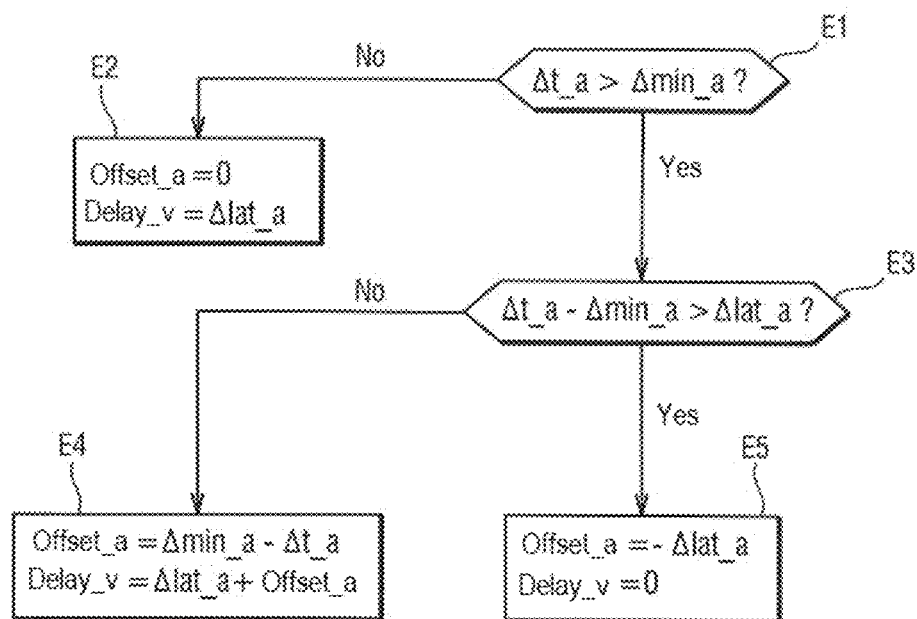 E1
No
E2
Δt_a > Δmin_a ?
Offset_a = 0
Delay_v = Δlat_a
Yes
E3
No
Δt_a - Δmin_a > Δlat_a ?
Yes
E4
E5
Offset_a = Δmin_a - Δt_a
Delay_v = Δlat_a + Offset_a
Offset_a = - Δlat_a
Delay_v = 0